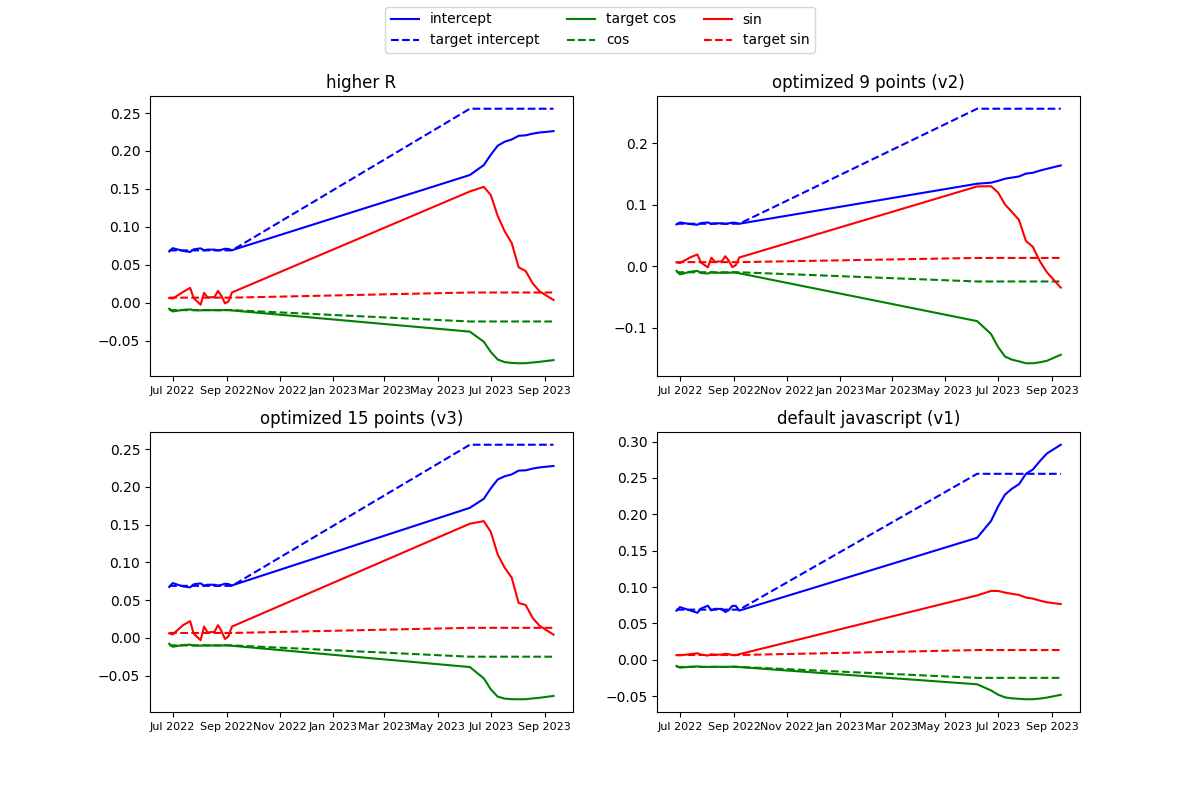 intercept target cos sin
target intercept cos target sin
higher R
0.25
0.20
0.15
0.10
0.05
0.00
−0.05
Jul 2022 Sep 2022 Nov 2022 Jan 2023 Mar 2023 May 2023 Jul 2023 Sep 2023
optimized 9 points (v2)
0.2
0.1
0.0
−0.1
Jul 2022 Sep 2022 Nov 2022 Jan 2023 Mar 2023 May 2023 Jul 2023 Sep 2023
optimized 15 points (v3)
0.25
0.20
0.15
0.10
0.05
0.00
−0.05
Jul 2022 Sep 2022 Nov 2022 Jan 2023 Mar 2023 May 2023 Jul 2023 Sep 2023
default javascript (v1)
0.30
0.25
0.20
0.15
0.10
0.05
0.00
−0.05
Jul 2022 Sep 2022 Nov 2022 Jan 2023 Mar 2023 May 2023 Jul 2023 Sep 2023